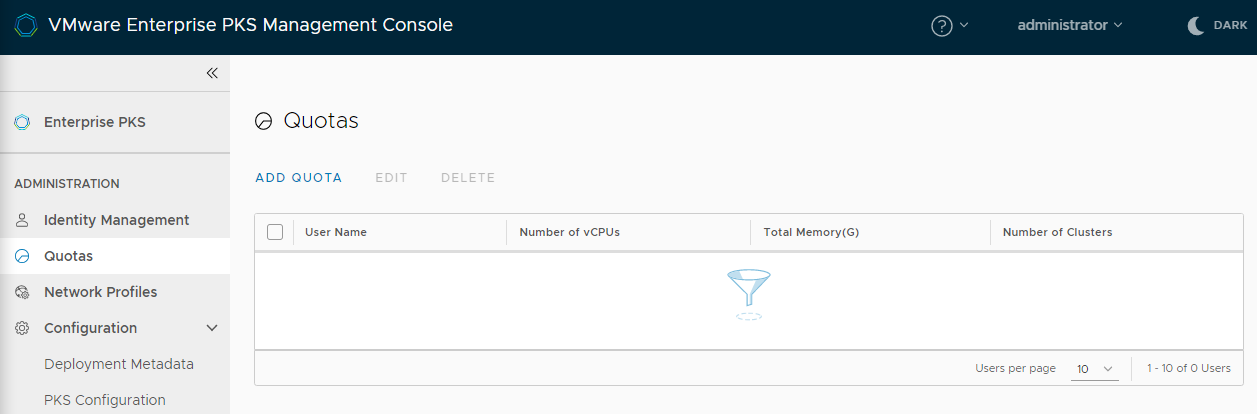 VMware Enterprise PKS Management Console
administrator
DARK
Enterprise PKS
ADMINISTRATION
Identity Management
Quotas
Network Profiles
Configuration
Deployment Metadata
PKS Configuration
Quotas
ADD QUOTA EDIT DELETE
User Name Number of vCPUs Total Memory(G) Number of Clusters
Users per page 10 1 - 10 of 0 Users